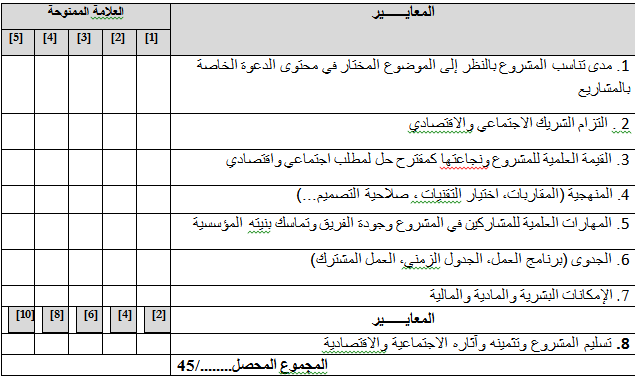 المعايـــــير العلامة الممنوحة
[1] [2] [3] [4] [5]
1. مدى تناسب المشروع بالنظر إلى الموضوع المختار في محتوى الدعوة الخاصة
بالمشاريع
2 . التزام الشريك الاجتماعي والاقتصادي
3. القيمة العلمية للمشروع ونجاعتها كمقترح حل لمطلب اجتماعي واقتصادي
4. المنهجية (المقاربات، اختيار التقنيات ، صلاحية التصميم...)
5. المهارات العلمية للمشاركين في المشروع وجودة الفريق وتماسك بنيته المؤسسية
6. الجدوى (برنامج العمل، الجدول الزمني، العمل المشترك)
7. الإمكانات البشرية والمادية والمالية
المعايـــــير [2] [4] [6] [8] [10]
8. تسليم المشروع وتثمينه وآثاره الاجتماعية والاقتصادية
المجموع المحصل......../45